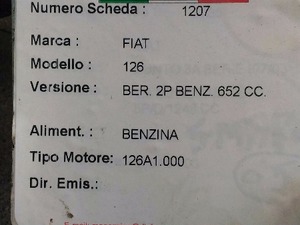 Numero Scheda : 1207
Marca : FIAT
Modello : 126
Versione : BER. 2P BENZ. 652 CC.
Aliment. : BENZINA
Tipo Motore: 126A1.000
Dir. Emis.: